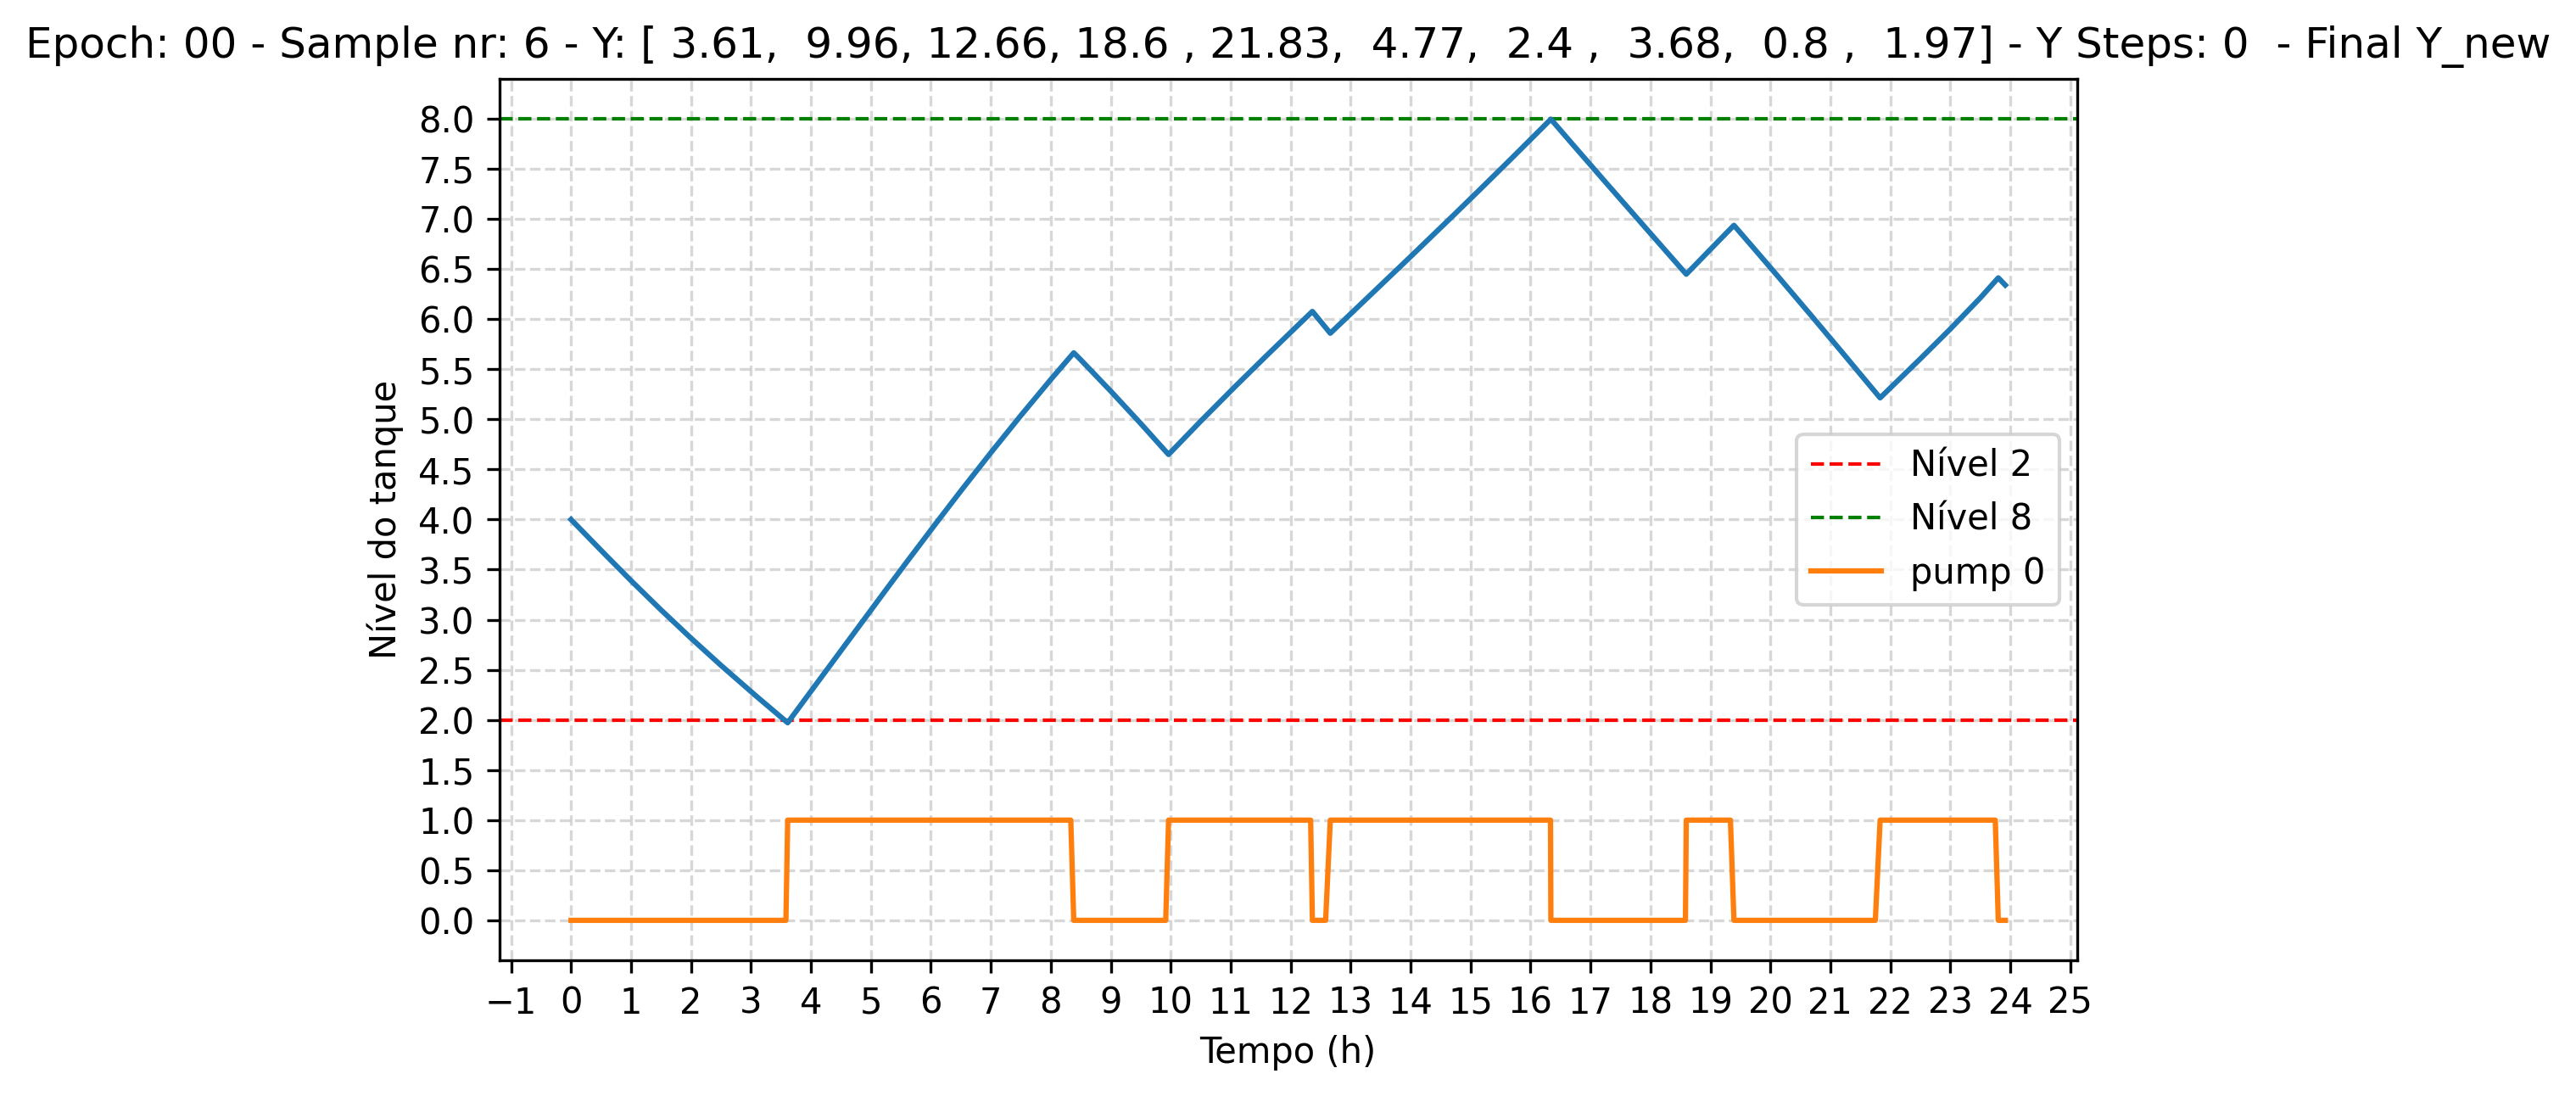 Epoch: 00 - Sample nr: 6 - Y: [ 3.61,  9.96, 12.66, 18.6 , 21.83,  4.77,  2.4 ,  3.68,  0.8 ,  1.97] - Y Steps: 0  - Final Y_new
Nível do tanque
8.0
7.5
7.0
6.5
6.0
5.5
5.0
4.5
4.0
3.5
3.0
2.5
2.0
1.5
1.0
0.5
0.0
Nível 2
Nível 8
pump 0
−1 0 1 2 3 4 5 6 7 8 9 10 11 12 13 14 15 16 17 18 19 20 21 22 23 24 25
Tempo (h)